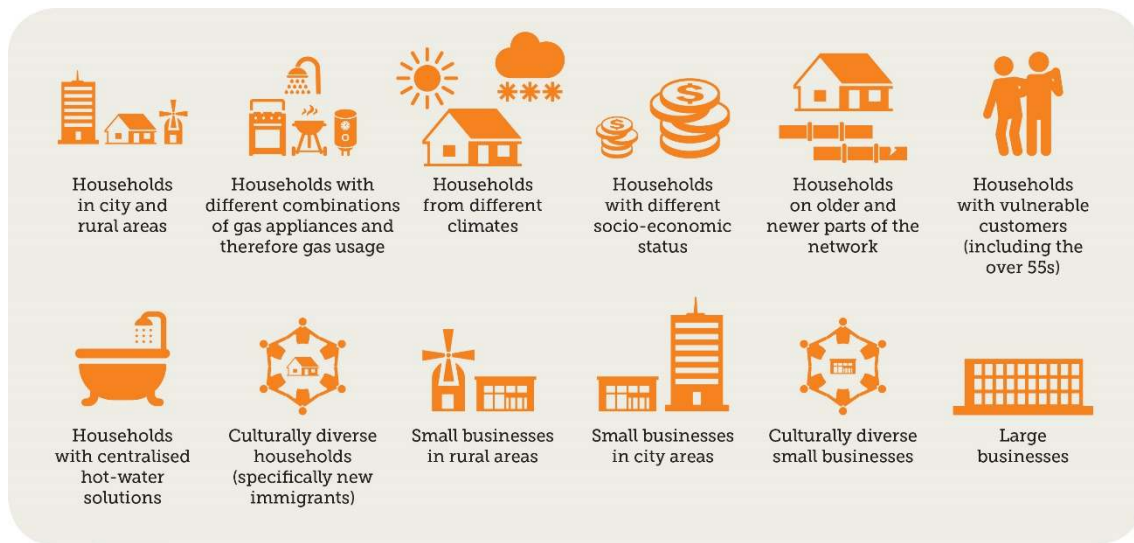 Households
in city and
rural areas
Households with
different combinations
of gas appliances and
therefore gas usage
Households
from different
climates
Households
with different
socio-economic
status
Households
on older and
newer parts of the
network
Households
with vulnerable
customers
(including the
over 55s)
Households
with centralised
hot-water
solutions
Culturally diverse
households
(specifically new
immigrants)
Small businesses
in rural areas
Small businesses
in city areas
Culturally diverse
small businesses
Large
businesses